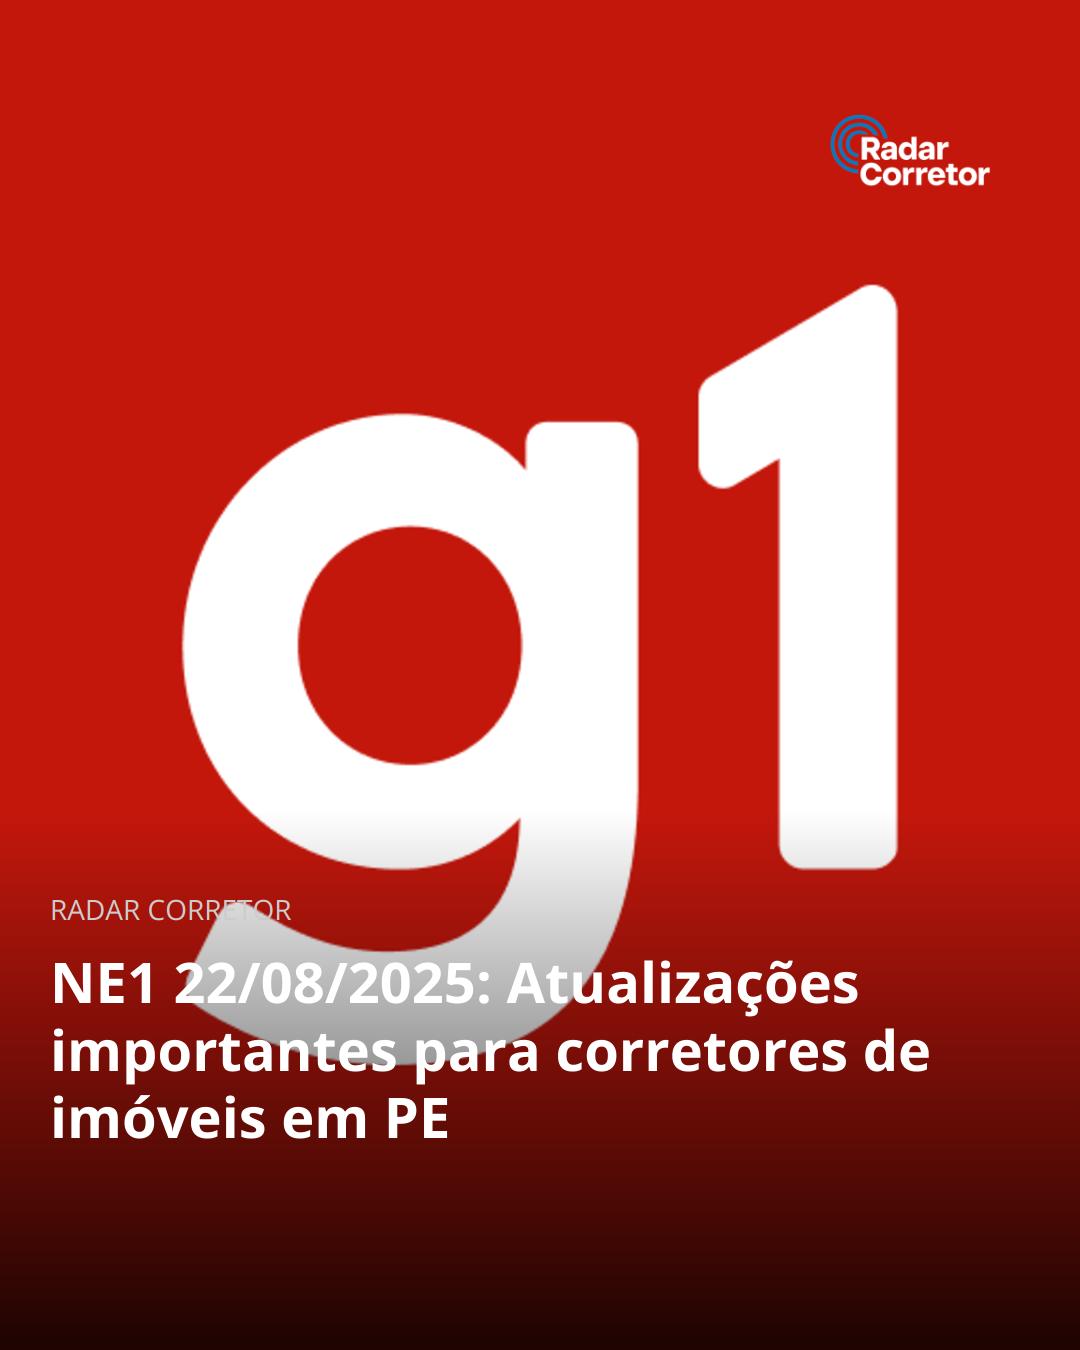 Radar
Corretor
g1
RADAR CORRETOR
NE1 22/08/2025: Atualizações
importantes para corretores de
imóveis em PE